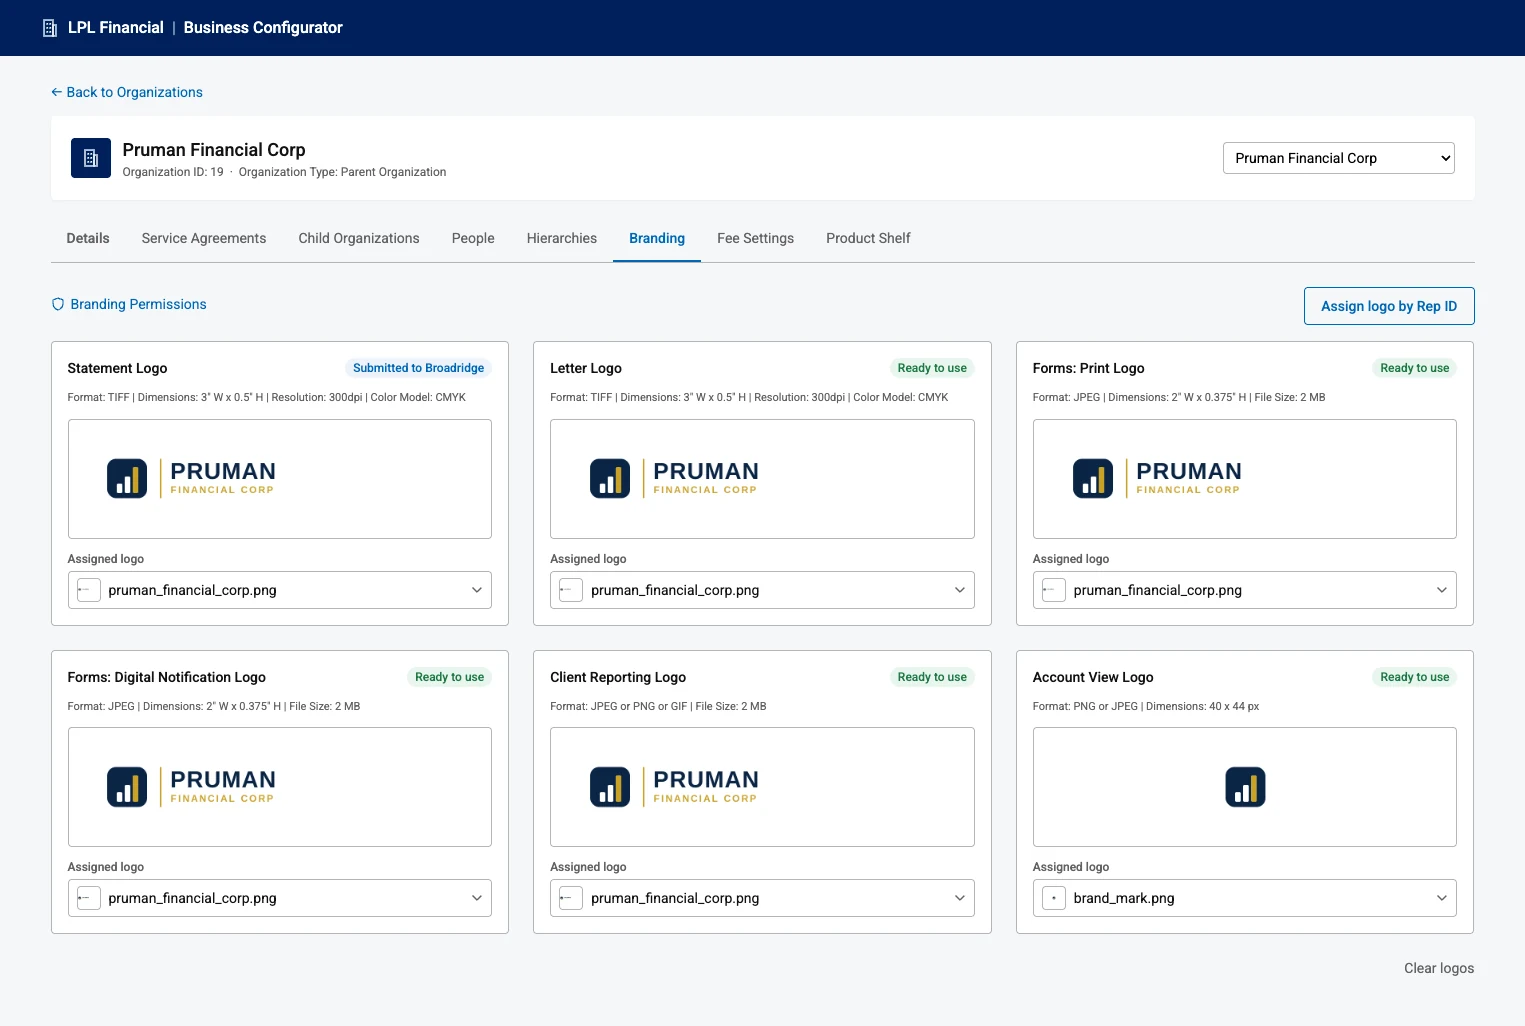 LPL Financial | Business Configurator
← Back to Organizations
Pruman Financial Corp
Organization ID: 19 · Organization Type: Parent Organization
Pruman Financial Corp
Details Service Agreements Child Organizations People Hierarchies Branding Fee Settings Product Shelf
Branding Permissions
Assign logo by Rep ID
Statement Logo
Submitted to Broadridge
Format: TIFF | Dimensions: 3" W x 0.5" H | Resolution: 300dpi | Color Model: CMYK
PRUMAN
FINANCIAL CORP
Assigned logo
pruman_financial_corp.png
Letter Logo
Ready to use
Format: TIFF | Dimensions: 3" W x 0.5" H | Resolution: 300dpi | Color Model: CMYK
PRUMAN
FINANCIAL CORP
Assigned logo
pruman_financial_corp.png
Forms: Print Logo
Ready to use
Format: JPEG | Dimensions: 2" W x 0.375" H | File Size: 2 MB
PRUMAN
FINANCIAL CORP
Assigned logo
pruman_financial_corp.png
Forms: Digital Notification Logo
Ready to use
Format: JPEG | Dimensions: 2" W x 0.375" H | File Size: 2 MB
PRUMAN
FINANCIAL CORP
Assigned logo
pruman_financial_corp.png
Client Reporting Logo
Ready to use
Format: JPEG or PNG or GIF | File Size: 2 MB
PRUMAN
FINANCIAL CORP
Assigned logo
pruman_financial_corp.png
Account View Logo
Ready to use
Format: PNG or JPEG | Dimensions: 40 x 44 px
Assigned logo
brand_mark.png
Clear logos